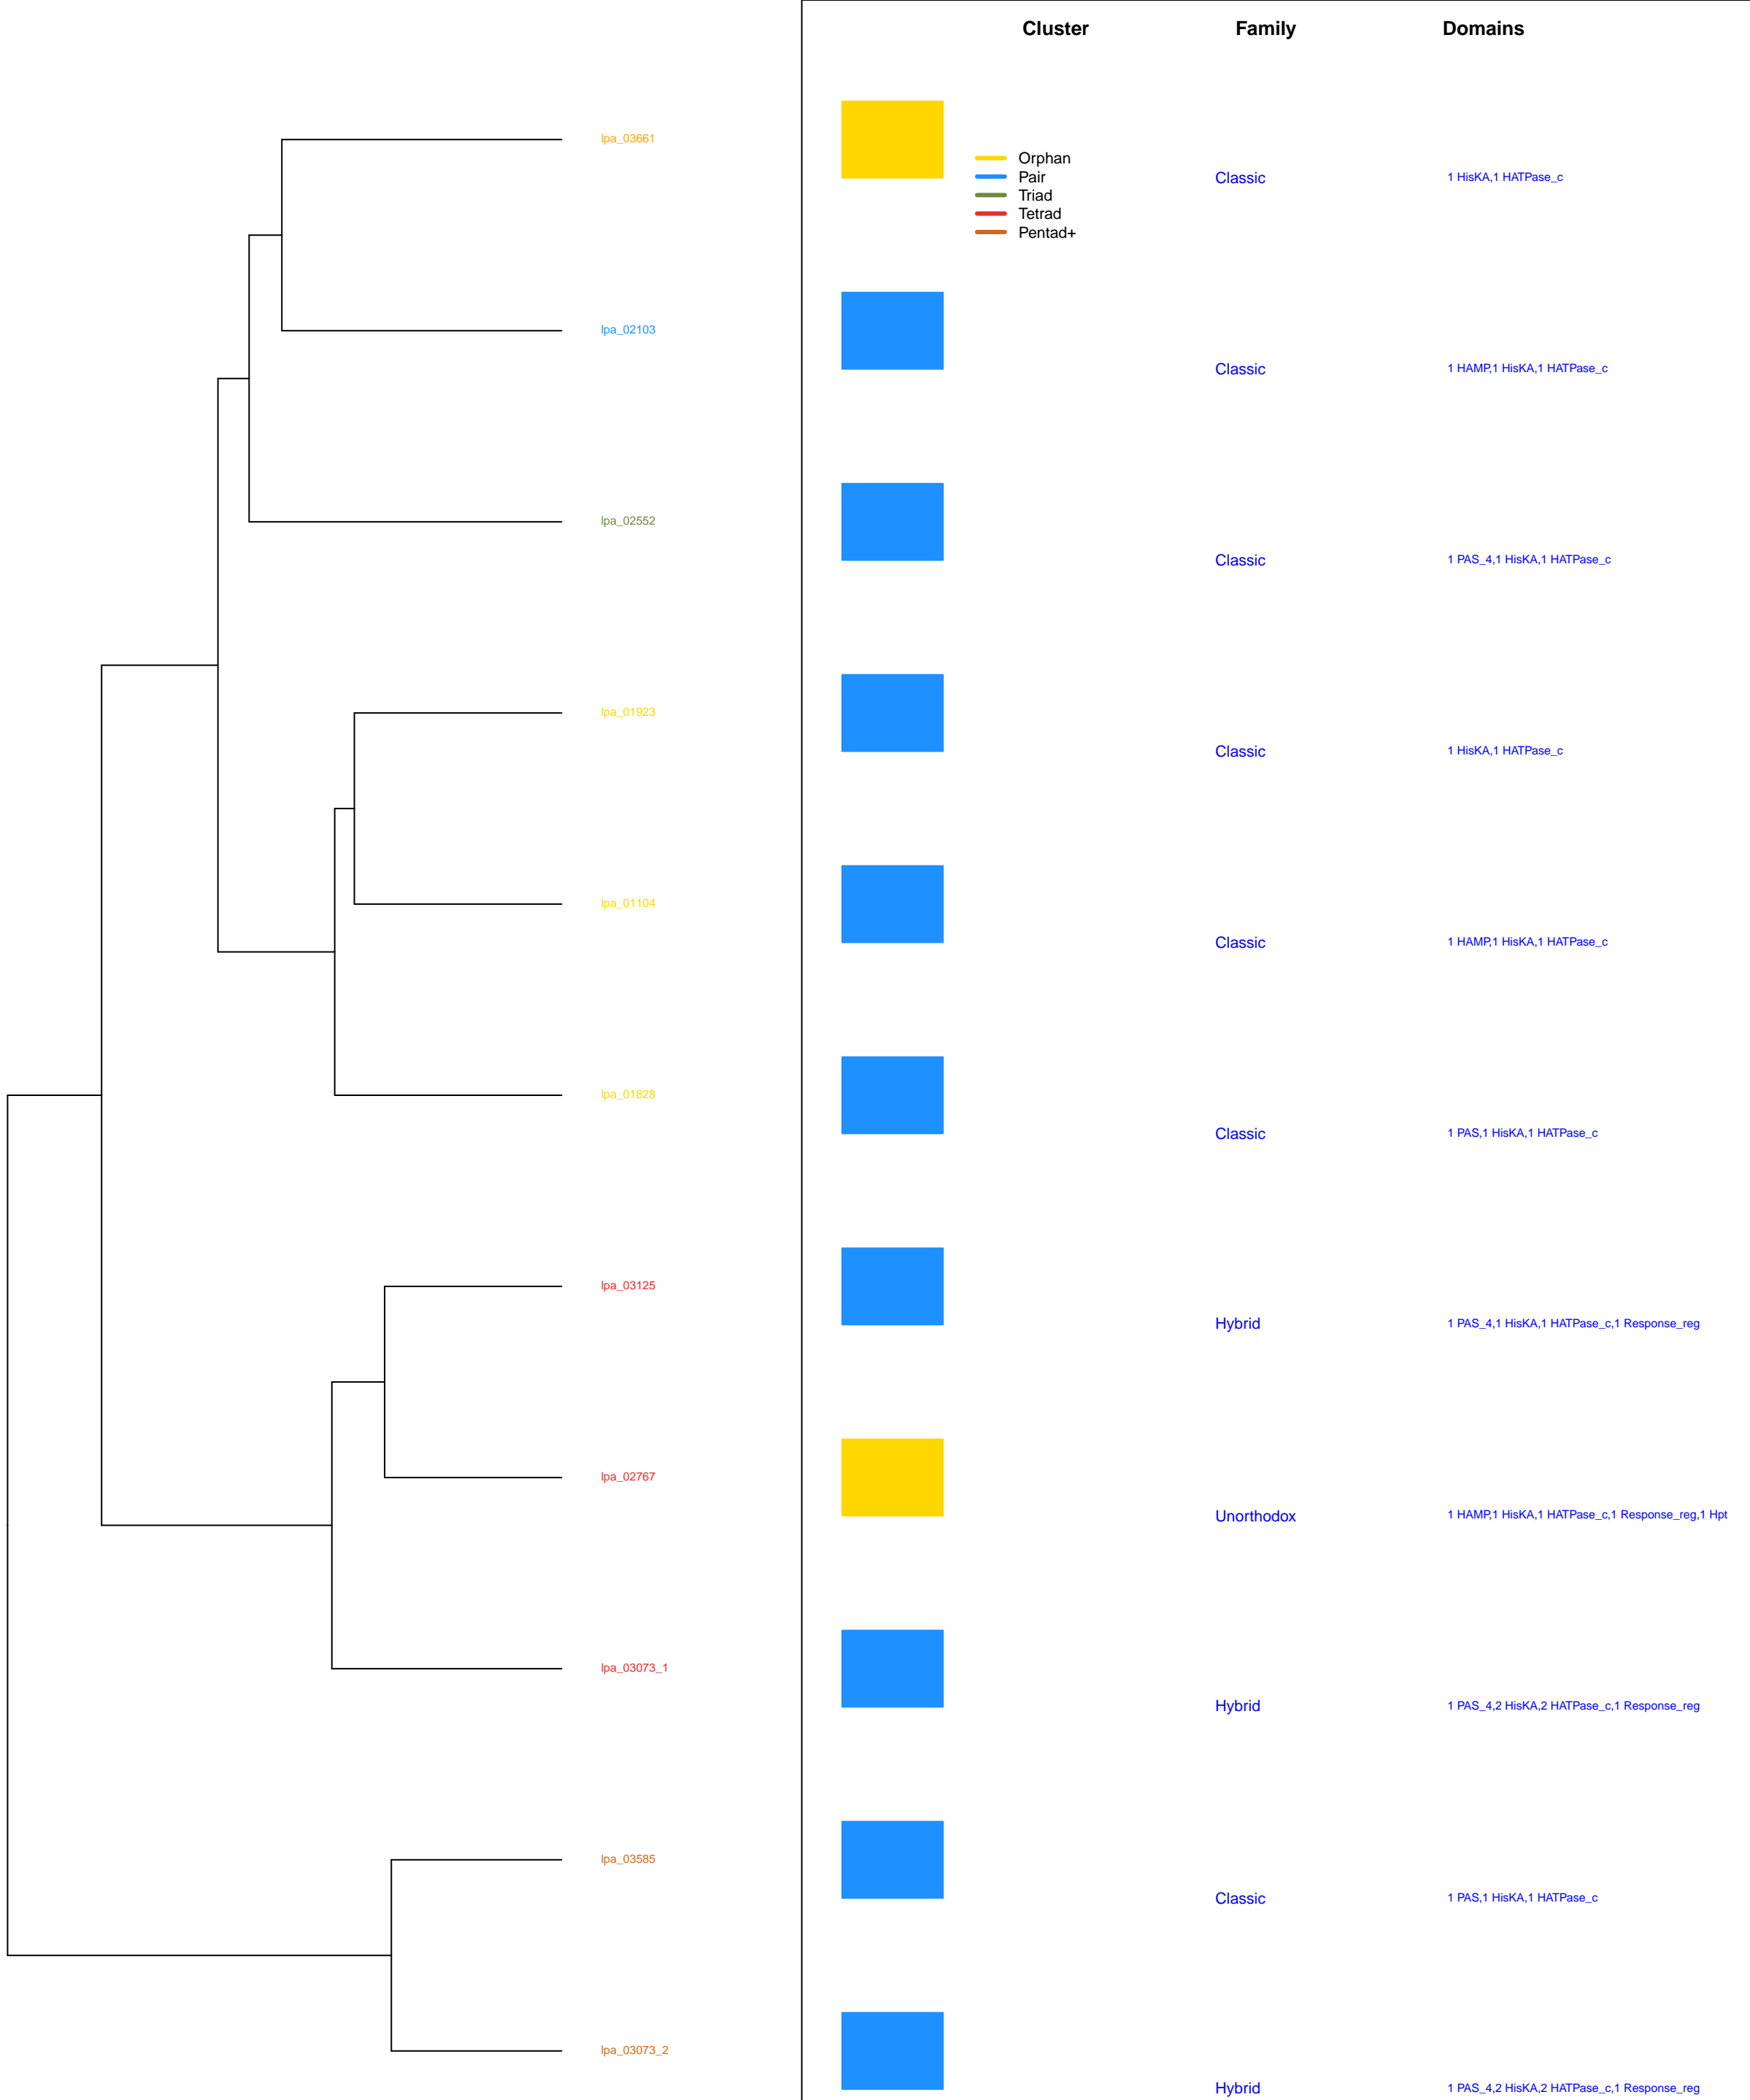 Cluster Family Domains
lpa_03661
Orphan
Pair
Triad
Tetrad
Pentad+
Classic 1 HisKA,1 HATPase_c
lpa_02103
Classic 1 HAMP,1 HisKA,1 HATPase_c
lpa_02552
Classic 1 PAS_4,1 HisKA,1 HATPase_c
lpa_01923
Classic 1 HisKA,1 HATPase_c
lpa_01104
Classic 1 HAMP,1 HisKA,1 HATPase_c
lpa_01828
Classic 1 PAS,1 HisKA,1 HATPase_c
lpa_03125
Hybrid 1 PAS_4,1 HisKA,1 HATPase_c,1 Response_reg
lpa_02767
Unorthodox 1 HAMP,1 HisKA,1 HATPase_c,1 Response_reg,1 Hpt
lpa_03073_1
Hybrid 1 PAS_4,2 HisKA,2 HATPase_c,1 Response_reg
lpa_03585
Classic 1 PAS,1 HisKA,1 HATPase_c
lpa_03073_2
Hybrid 1 PAS_4,2 HisKA,2 HATPase_c,1 Response_reg